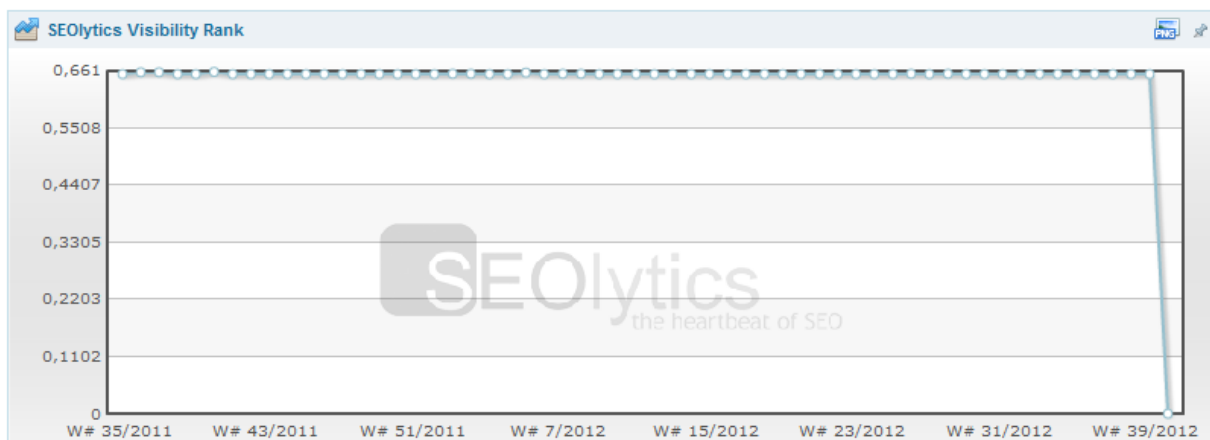 SEOlytics Visibility Rank
PNG
0,661
0,5508
0,4407
0,3305
0,2203
0,1102
0
SEOlytics
the heartbeat of SEO
W# 35/2011 W# 43/2011 W# 51/2011 W# 7/2012 W# 15/2012 W# 23/2012 W# 31/2012 W# 39/2012